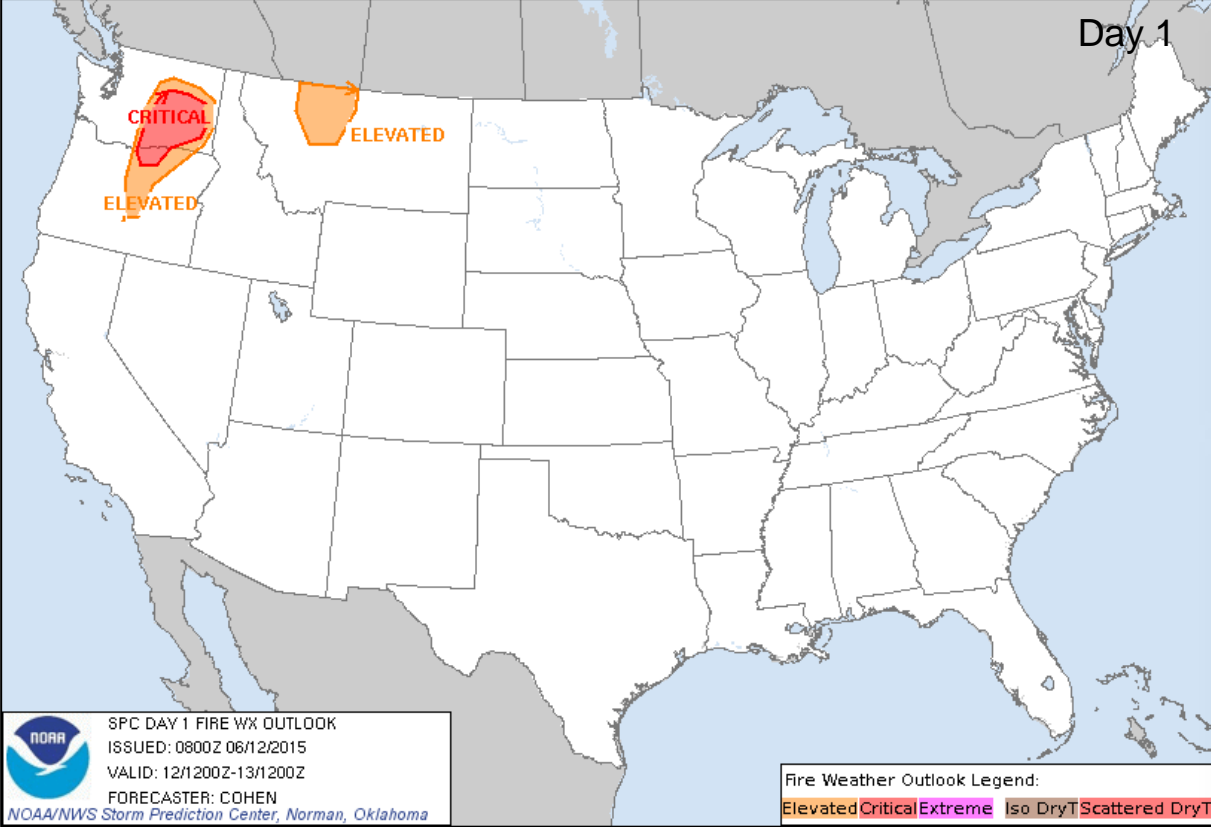 Day 1
CRITICAL
ELEVATED
ELEVATED
NOAA
SPC DAY 1 FIRE WX OUTLOOK
ISSUED: 0800Z 06/12/2015
VALID: 12/1200Z-13/1200Z
FORECASTER: COHEN
NOAA/NWS Storm Prediction Center, Norman, Oklahoma
Fire Weather Outlook Legend:
Elevated Critical Extreme Iso DryT Scattered DryT